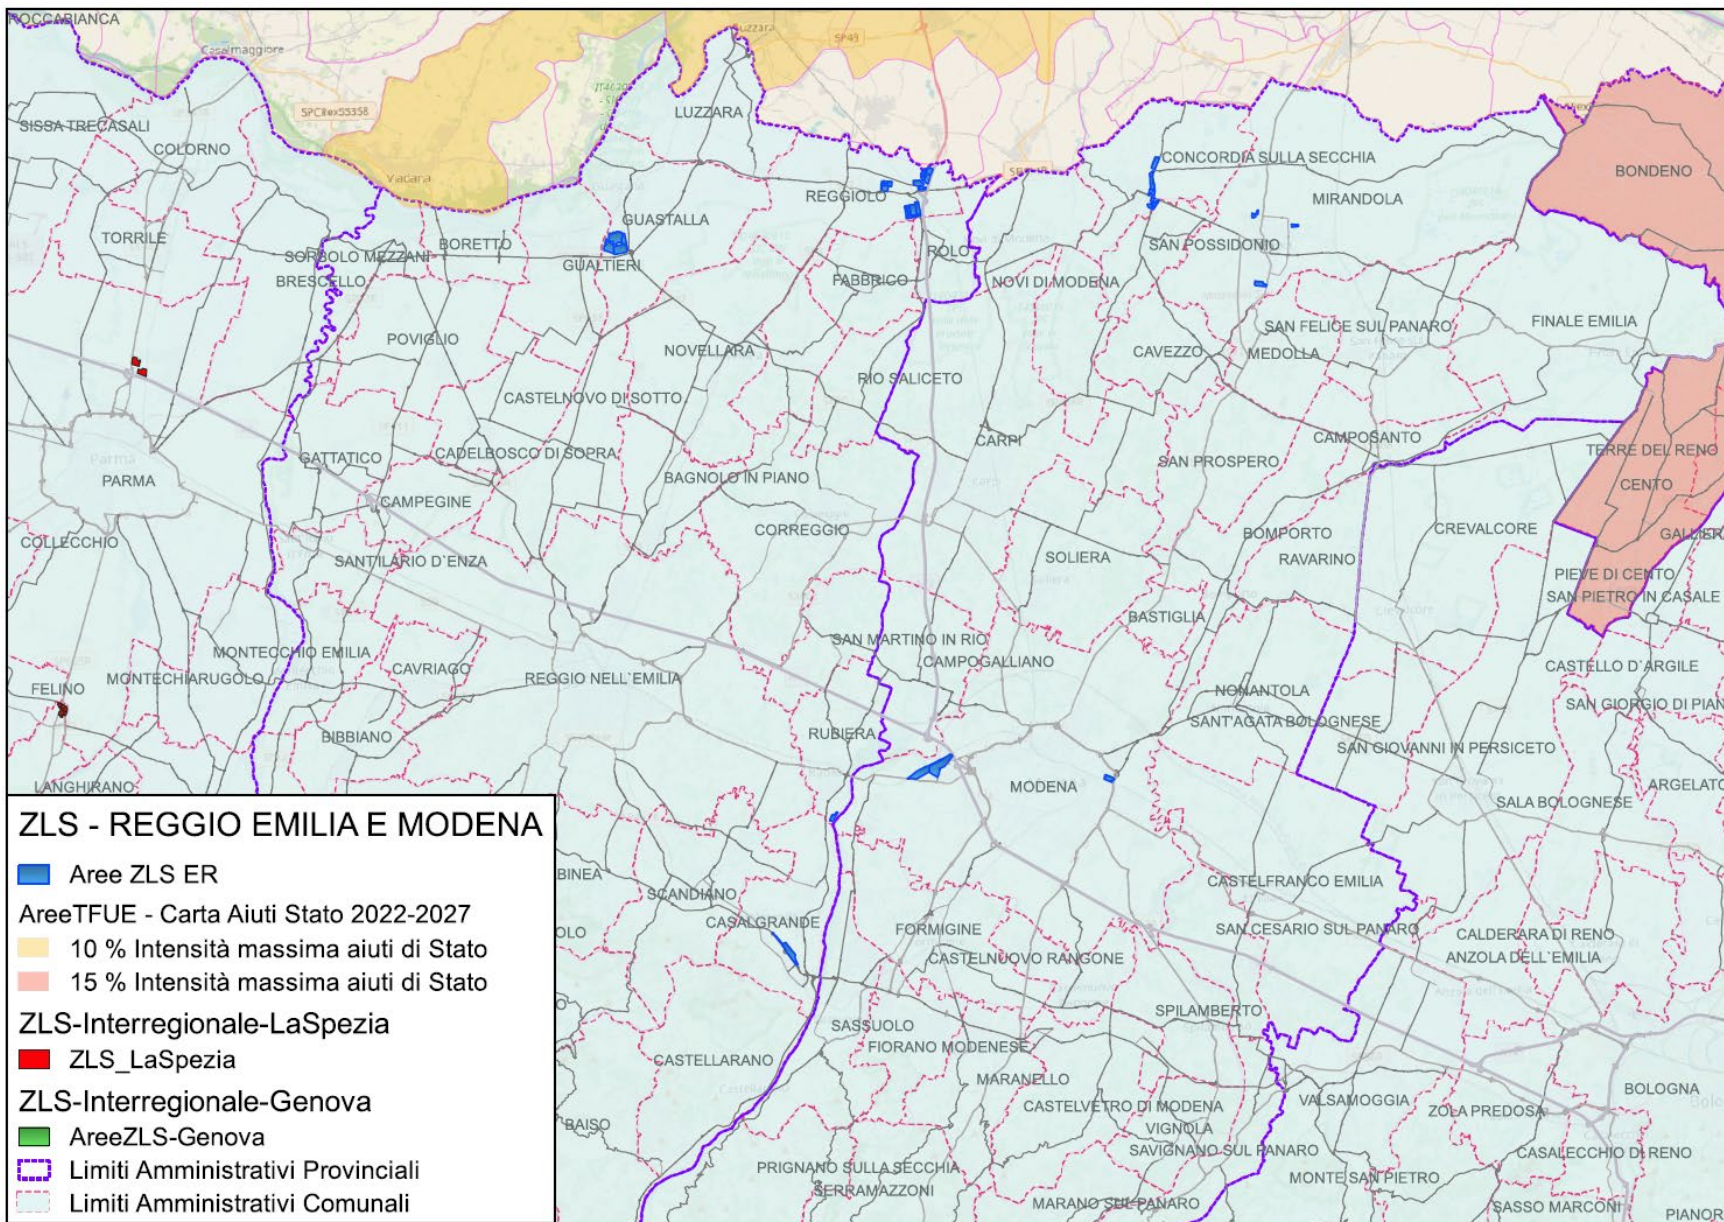 ROCCABIANCA
Casalmaggiore
Luzzara
SP49
SPCRex55358
LUZZARA
SISSA TRECASALI
COLORNO
CONCORDIA SULLA SECCHIA
BONDENO
Viadana
MIRANDOLA
REGGIOLO
GUASTALLA
TORRILE
BORETTO
SAN POSSIDONIO
SORBOLO MEZZANI
ROLO
GUALTIERI
BRESCELLO
FABBRICO
NOVI DI MODENA
FINALE EMILIA
SAN FELICE SUL PANARO
POVIGLIO
NOVELLARA
CAVEZZO
MEDOLLA
RIO SALICETO
CASTELNOVO DI SOTTO
CARPI
CAMPOSANTO
TERRE DEL RENO
GATTATICO
CADELBOSCO DI SOPRA
Parma
SAN PROSPERO
PARMA
BAGNOLO IN PIANO
CENTO
CAMPEGINE
CORREGGIO
CREVALCORE
BOMPORTO
GALLIERA
COLLECCHIO
SANT'ILARIO D'ENZA
SOLIERA
RAVARINO
PIEVE DI CENTO
SAN PIETRO IN CASALE
BASTIGLIA
SAN MARTINO IN RIO
MONTECCHIO EMILIA
CAMPOGALLIANO
CAVRIAGO
CASTELLO D'ARGILE
MONTECHIARUGOLO
REGGIO NELL'EMILIA
FELINO
NONANTOLA
SAN GIORGIO DI PIAN
SANT'AGATA BOLOGNESE
BIBBIANO
RUBIERA
SAN GIOVANNI IN PERSICETO
LANGHIRANO
MODENA
ARGELATO
SALA BOLOGNESE
BINEA
SCANDIANO
CASTELFRANCO EMILIA
CASALGRANDE
OLO
FORMIGINE
SAN CESARIO SUL PANARO
CALDERARA DI RENO
CASTELNUOVO RANGONE
ANZOLA DELL'EMILIA
SPILAMBERTO
SASSUOLO
FIORANO MODENESE
CASTELLARANO
MARANELLO
BOLOGNA
VALSAMOGGIA
CASTELVETRO DI MODENA
ZOLA PREDOSA
BAISO
VIGNOLA
SAVIGNANO SUL PANARO
CASALECCHIO DI RENO
PRIGNANO SULLA SECCHIA
MONTE SAN PIETRO
SERRAMAZZONI
MARANO SUL PANARO
SASSO MARCONI
PIANOR
ZLS - REGGIO EMILIA E MODENA
Aree ZLS ER
AreeTFUE - Carta Aiuti Stato 2022-2027
10 % Intensità massima aiuti di Stato
15 % Intensità massima aiuti di Stato
ZLS-Interregionale-LaSpezia
ZLS_LaSpezia
ZLS-Interregionale-Genova
AreeZLS-Genova
Limiti Amministrativi Provinciali
Limiti Amministrativi Comunali